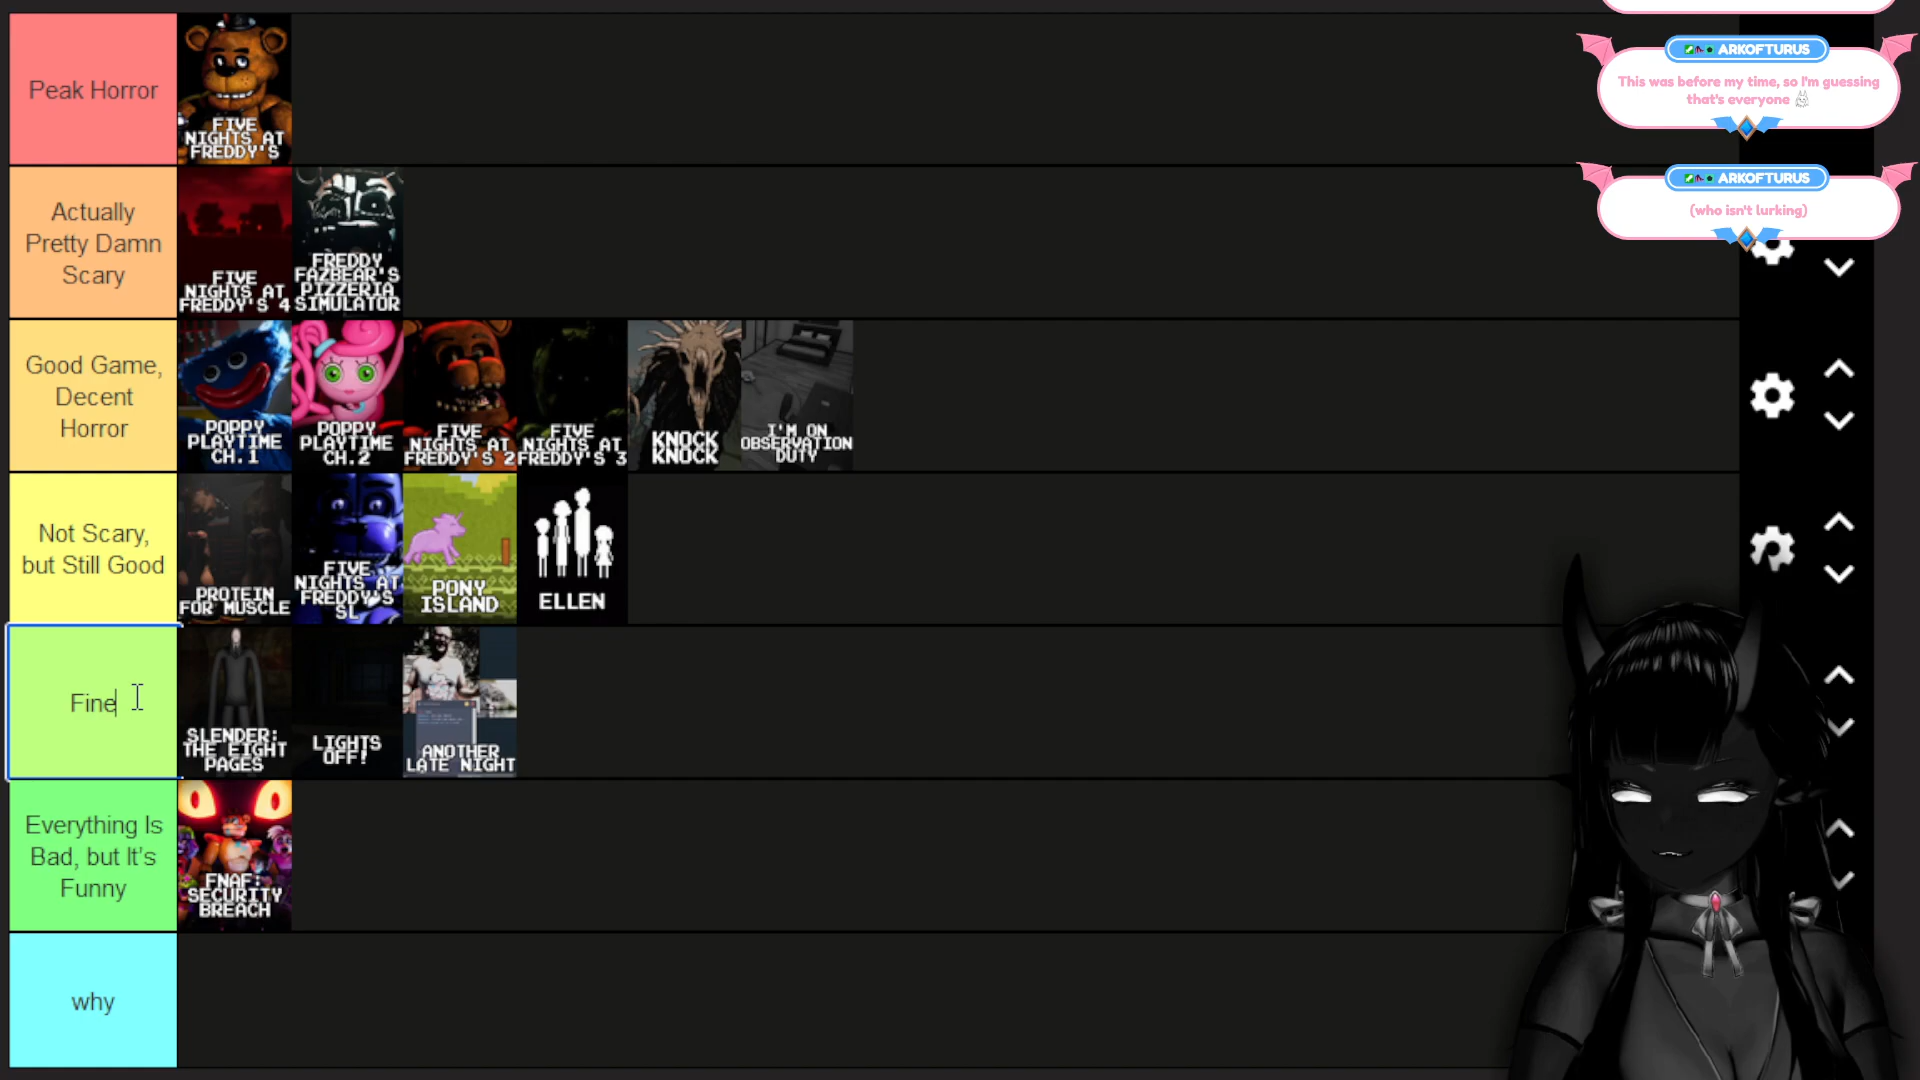 Peak Horror
FIVE
NIGHTS AT
FREDDY'S
ARKOFTURUS
This was before my time, so I'm guessing
that's everyone
ARKOFTURUS
(who isn't lurking)
Actually
Pretty Damn
Scary
FIVE
NIGHTS AT
FREDDY'S 4
FREDDY
FAZBEAR'S
PIZZERIA
SIMULATOR
Good Game,
Decent
Horror
POPPY
PLAYTIME
CH.1
POPPY
PLAYTIME
CH.2
FIVE
NIGHTS AT
FREDDY'S 2
FIVE
NIGHTS AT
FREDDY'S 3
KNOCK
KNOCK
I'M ON
OBSERVATION
DUTY
Not Scary,
but Still Good
PROTEIN
FOR MUSCLE
FIVE
NIGHTS AT
FREDDY'S
SL
PONY
ISLAND
ELLEN
Fine
SLENDER:
THE EIGHT
PAGES
LIGHTS
OFF!
ANOTHER
LATE NIGHT
Everything Is
Bad, but It's
Funny
FNAF:
SECURITY
BREACH
why